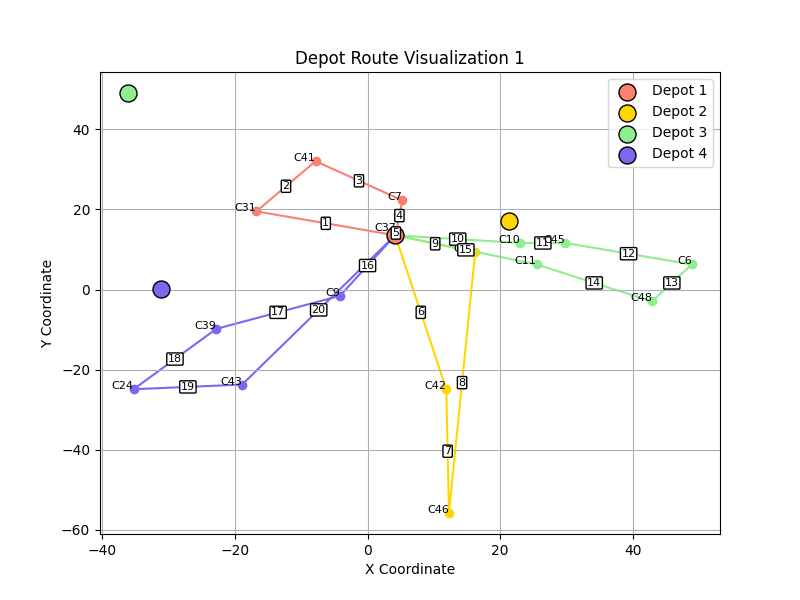 Depot Route Visualization 1
Depot 1
Depot 2
Depot 3
Depot 4
Y Coordinate
40
20
0
−20
−40
−60
C41
3
2
C7
C31
4
1
C37
5
10
9
15
C10
11
C45
12
C6
C11
16
14
13
C48
C9
17
20
6
C39
18
C24
19
C43
8
C42
7
C46
−40
−20
0
20
40
X Coordinate